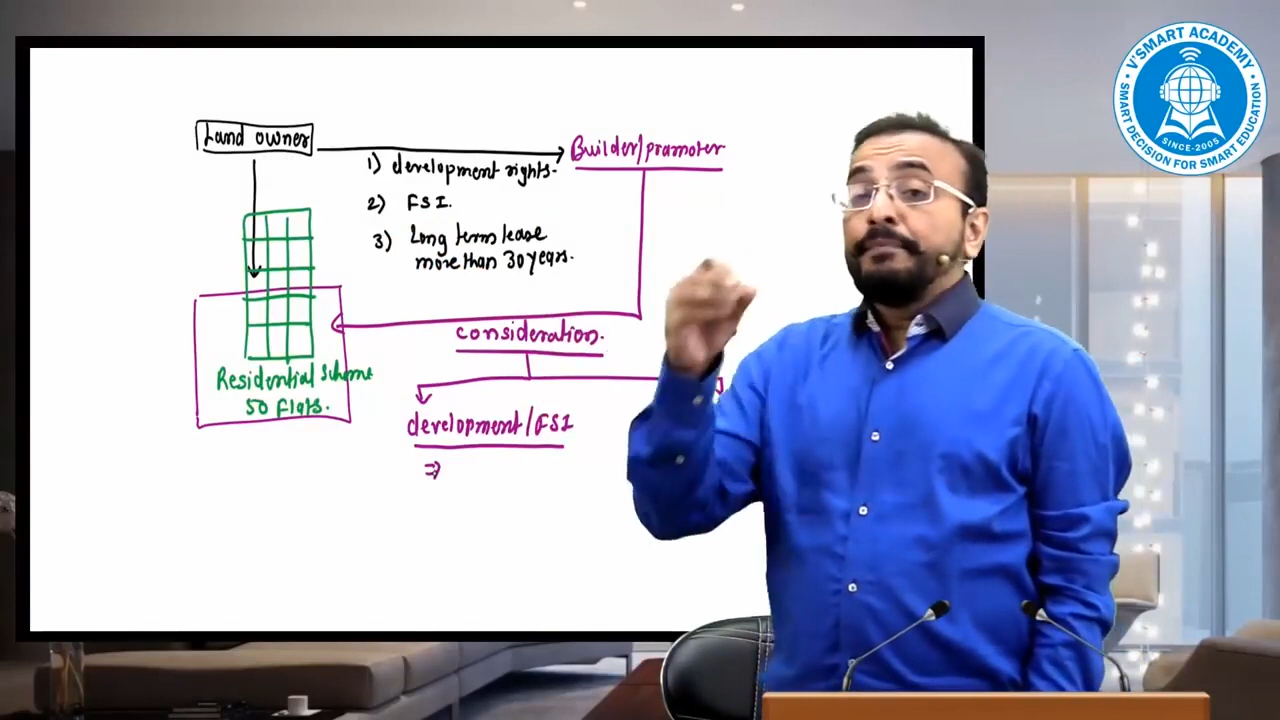 Land owner
Builder/promoter
1) development rights.
2) FSI.
3) Long term lease
more than 30 years.
consideration.
Residential Scheme
50 Flats.
development/FSI
⇒
V'SMART ACADEMY
SMART DECISION FOR SMART EDUCATION
SINCE-2005